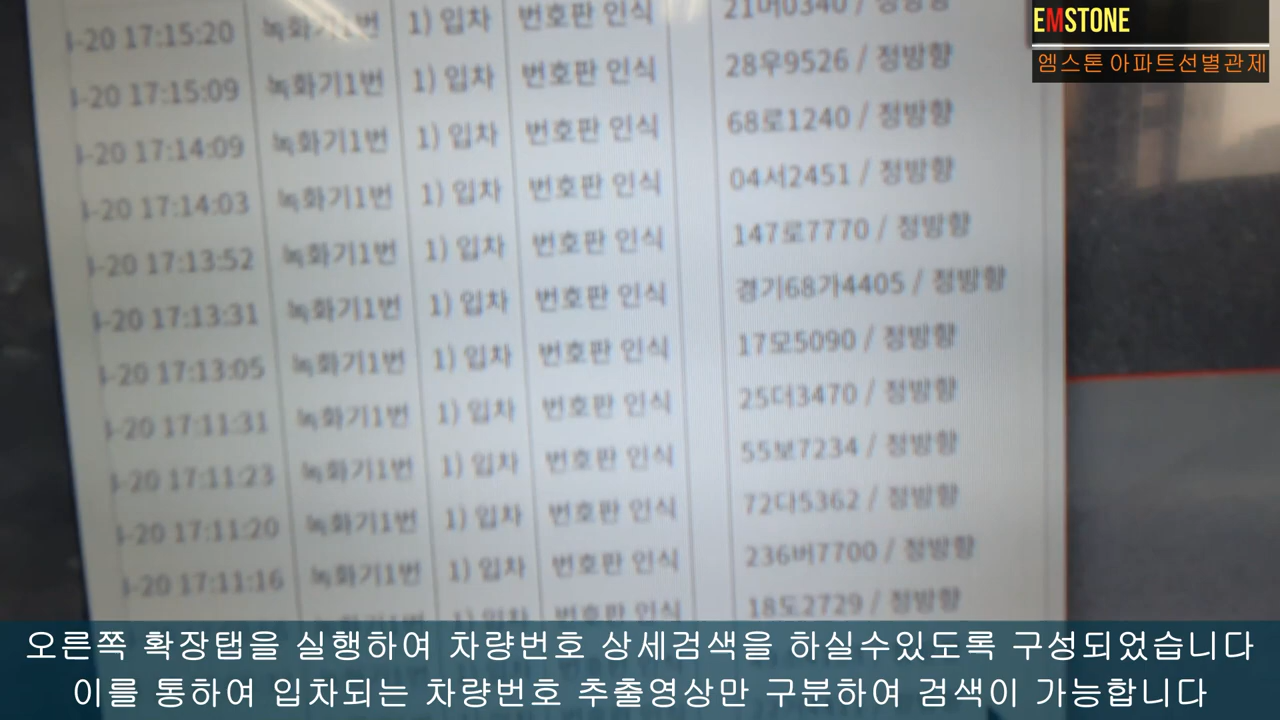 EMSTONE
엠스톤 아파트선별관제
-20 17:15:20 녹화기1번 1) 입차 번호판 인식 21머0340 / 정방향
-20 17:15:09 녹화기1번 1) 입차 번호판 인식 28우9526 / 정방향
-20 17:14:09 녹화기1번 1) 입차 번호판 인식 68로1240 / 정방향
-20 17:14:03 녹화기1번 1) 입차 번호판 인식 04서2451 / 정방향
-20 17:13:52 녹화기1번 1) 입차 번호판 인식 147로7770 / 정방향
-20 17:13:31 녹화기1번 1) 입차 번호판 인식 경기68가4405 / 정방향
-20 17:13:05 녹화기1번 1) 입차 번호판 인식 17모5090 / 정방향
-20 17:11:31 녹화기1번 1) 입차 번호판 인식 25더3470 / 정방향
-20 17:11:23 녹화기1번 1) 입차 번호판 인식 55보7234 / 정방향
-20 17:11:20 녹화기1번 1) 입차 번호판 인식 72다5362 / 정방향
-20 17:11:16 녹화기1번 1) 입차 번호판 인식 236버7700 / 정방향
번호판 인식 18도2729 / 정방향
오른쪽 확장탭을 실행하여 차량번호 상세검색을 하실수있도록 구성되었습니다
이를 통하여 입차되는 차량번호 추출영상만 구분하여 검색이 가능합니다